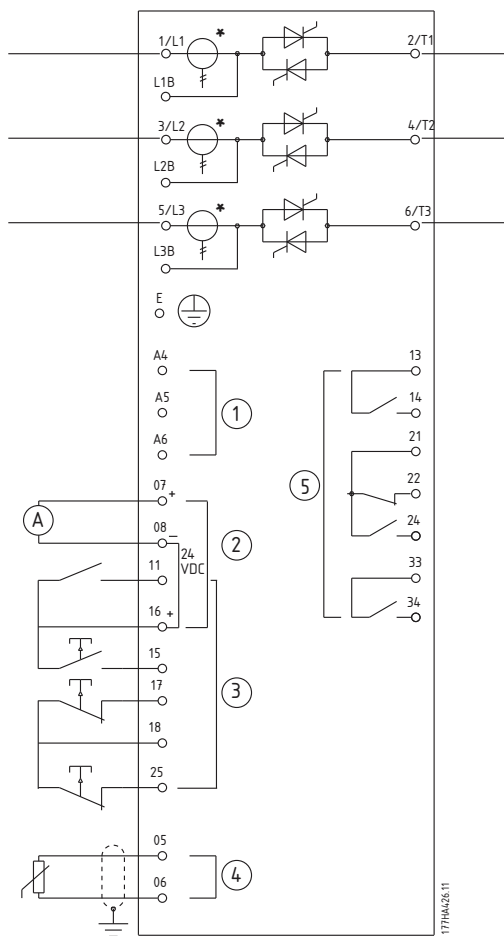 1/L1
*
2/T1
L1B
3/L2
*
4/T2
L2B
5/L3
*
6/T3
L3B
E
A4
A5
A6
1
07 +
A
08 −
2
24
VDC
11
16 +
15
17
3
18
25
05
4
06
13
14
21
5
22
24
33
34
177HA426.11